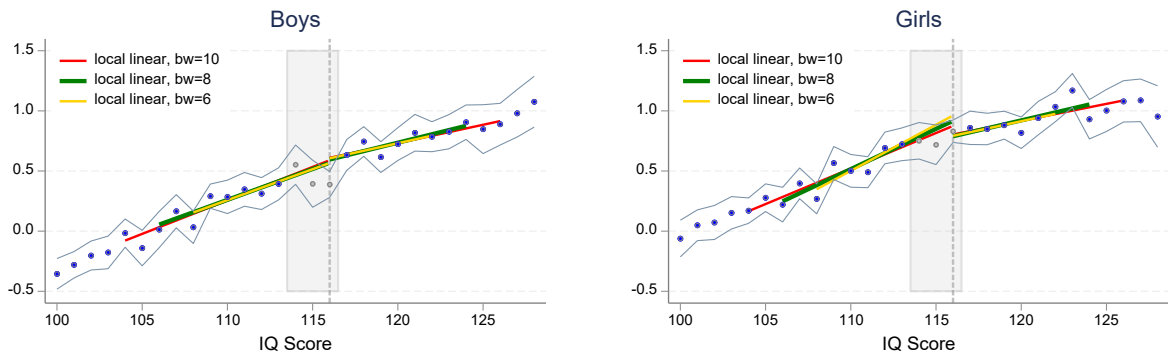 Boys
1.5
1.0
0.5
0.0
-0.5
local linear, bw=10
local linear, bw=8
local linear, bw=6
100 105 110 115 120 125
IQ Score
Girls
1.5
1.0
0.5
0.0
-0.5
local linear, bw=10
local linear, bw=8
local linear, bw=6
100 105 110 115 120 125
IQ Score